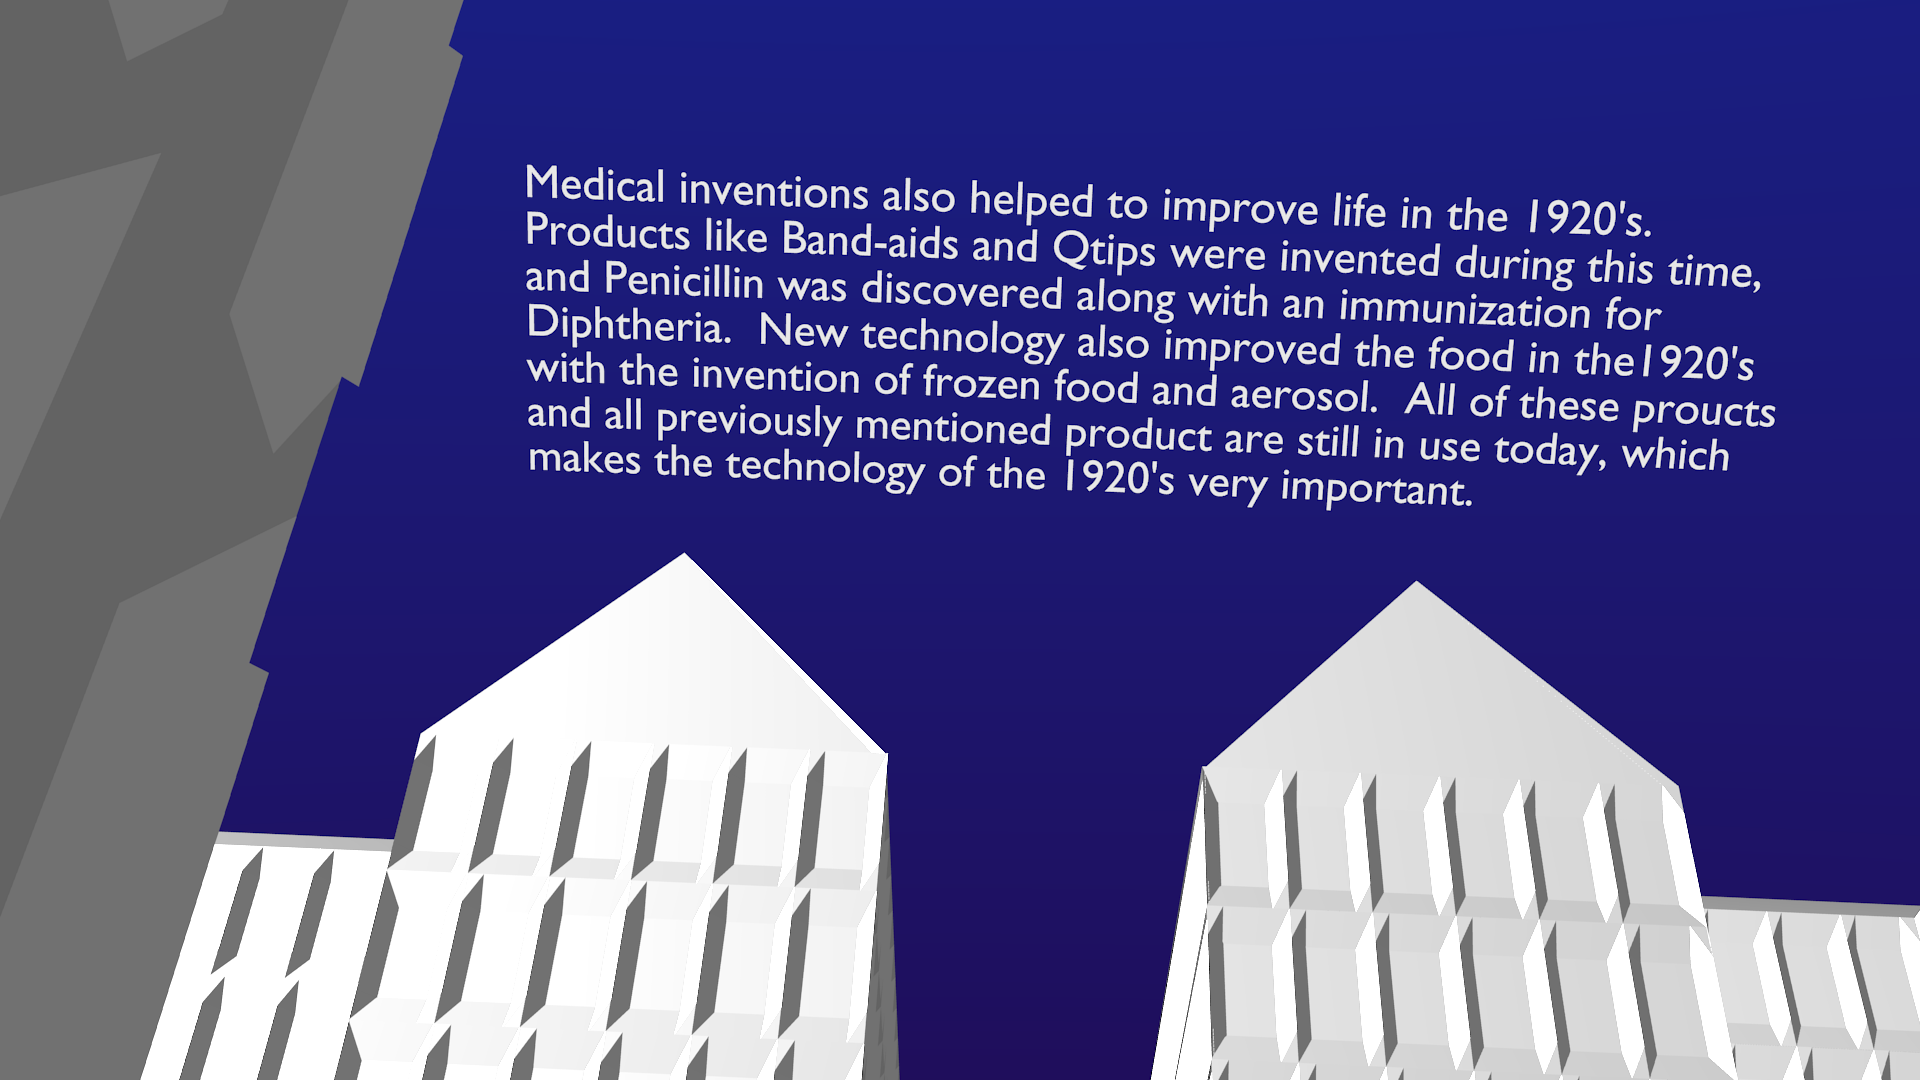 Medical inventions also helped to improve life in the 1920's.
Products like Band-aids and Qtips were invented during this time,
and Penicillin was discovered along with an immunization for
Diphtheria.  New technology also improved the food in the1920's
with the invention of frozen food and aerosol.  All of these proucts
and all previously mentioned product are still in use today, which
makes the technology of the 1920's very important.